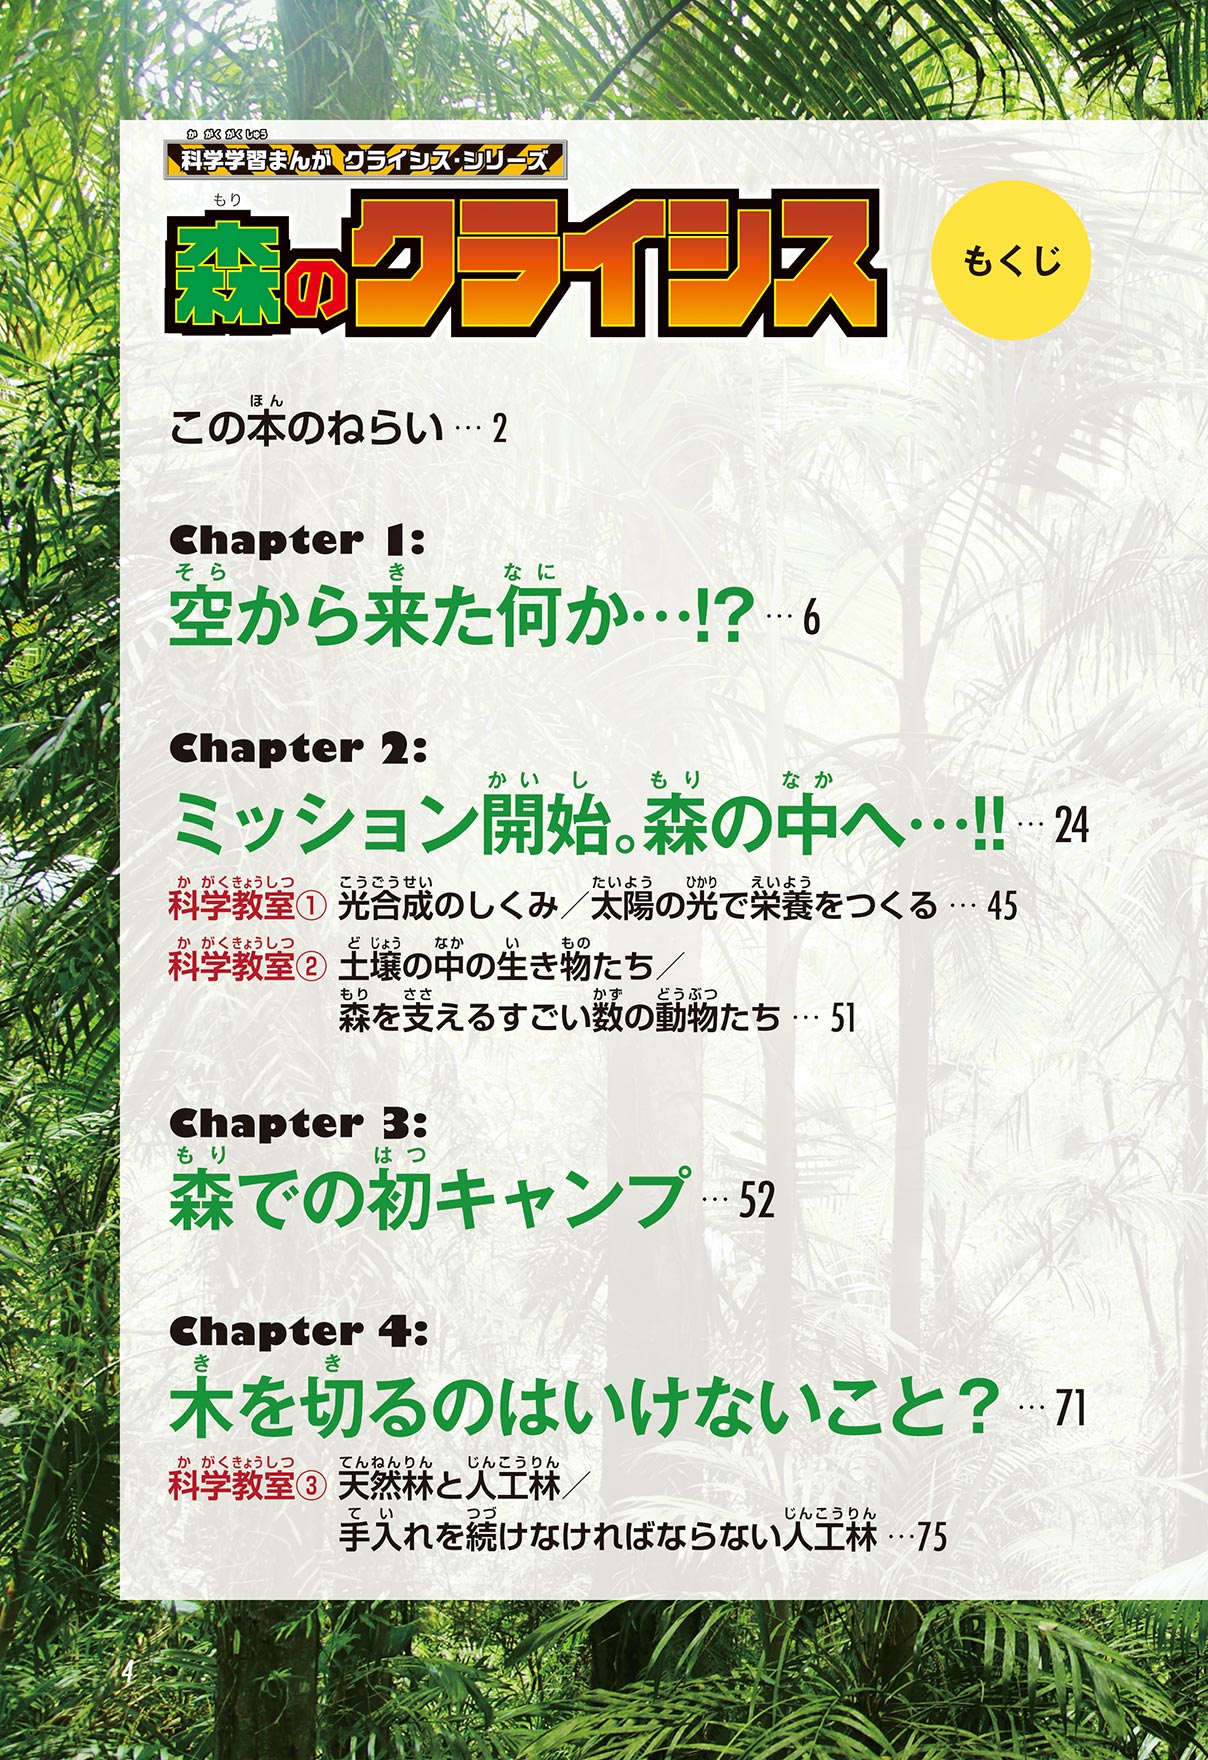 科学学習まんが クライシス・シリーズ
森のクライシス
もくじ
この本のねらい … 2
Chapter 1:
空から来た何か…!? … 6
Chapter 2:
ミッション開始。森の中へ…!! … 24
科学教室① 光合成のしくみ／太陽の光で栄養をつくる … 45
科学教室② 土壌の中の生き物たち／
森を支えるすごい数の動物たち … 51
Chapter 3:
森での初キャンプ … 52
Chapter 4:
木を切るのはいけないこと？ … 71
科学教室③ 天然林と人工林／
手入れを続けなければならない人工林 …75
4